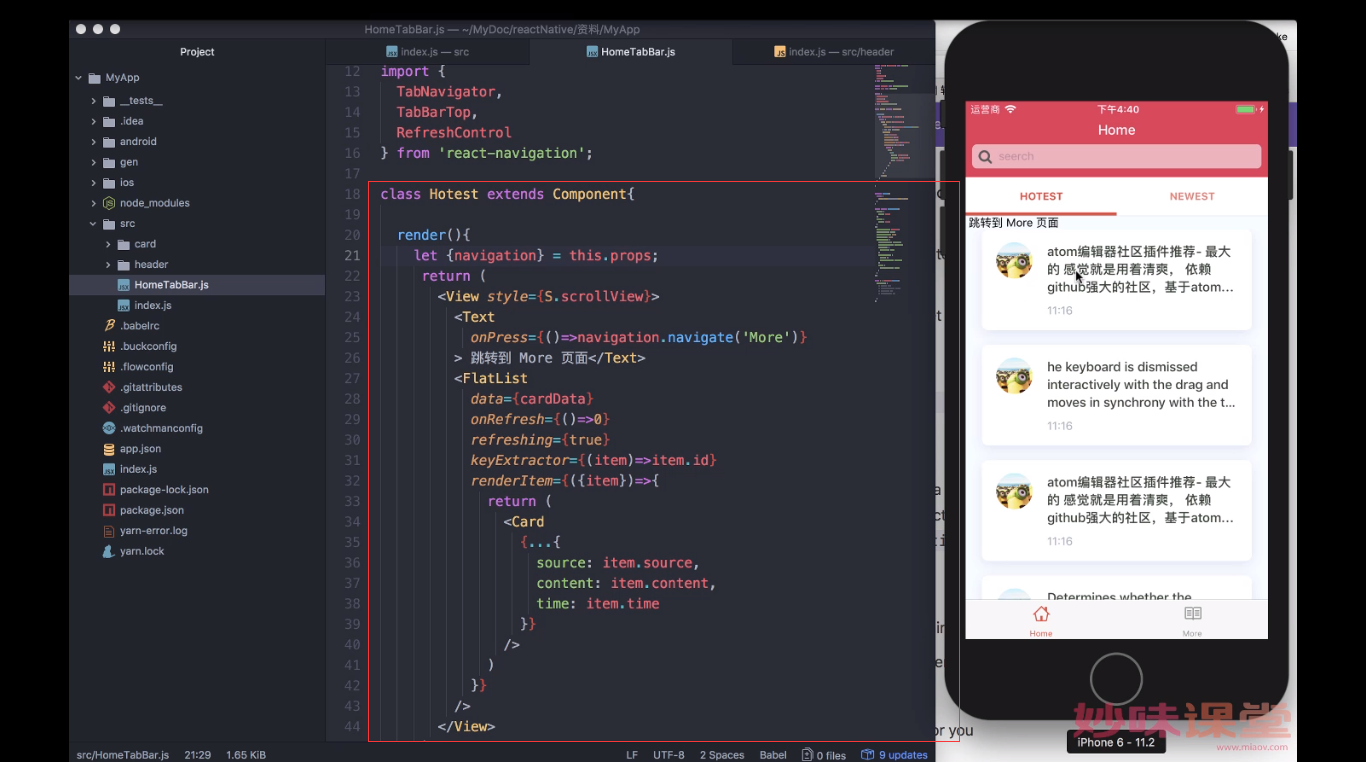 HomeTabBar.js — ~/MyDoc/reactNative/资料/MyApp
Project
index.js — src
HomeTabBar.js
index.js — src/header
MyApp
__tests__
.idea
android
gen
ios
node_modules
src
card
header
HomeTabBar.js
index.js
.babelrc
.buckconfig
.flowconfig
.gitattributes
.gitignore
.watchmanconfig
app.json
index.js
package-lock.json
package.json
yarn-error.log
yarn.lock
12 import {
13 TabNavigator,
14 TabBarTop,
15 RefreshControl
16 } from 'react-navigation';
17
18 class Hotest extends Component{
19
20 render(){
21 let {navigation} = this.props;
22 return (
23 <View style={S.scrollView}>
24 <Text
25 onPress={()=>navigation.navigate('More')}
26 > 跳转到 More 页面</Text>
27 <FlatList
28 data={cardData}
29 onRefresh={()=>0}
30 refreshing={true}
31 keyExtractor={(item)=>item.id}
32 renderItem={({item})=>{
33 return (
34 <Card
35 {...{
36 source: item.source,
37 content: item.content,
38 time: item.time
39 }}
40 />
41 )
42 }}
43 />
44 </View>
src/HomeTabBar.js 21:29 1.65 KiB
LF UTF-8 2 Spaces Babel 0 files 9 updates
运营商 下午4:40
Home
seerch
HOTEST NEWEST
跳转到 More 页面
atom编辑器社区插件推荐- 最大
的 感觉就是用着清爽， 依赖
github强大的社区，基于atom...
11:16
he keyboard is dismissed
interactively with the drag and
moves in synchrony with the t...
11:16
atom编辑器社区插件推荐- 最大
的 感觉就是用着清爽， 依赖
github强大的社区，基于atom...
11:16
Determines whether the
Home More
or you
妙味课堂
www.miaov.com
iPhone 6 - 11.2